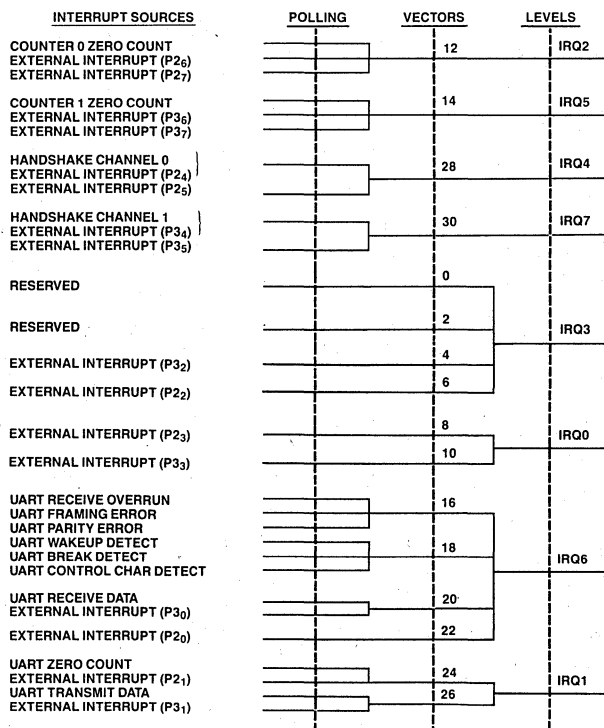 INTERRUPT SOURCES POLLING VECTORS LEVELS
COUNTER 0 ZERO COUNT 12 IRQ2
EXTERNAL INTERRUPT (P2₆)
EXTERNAL INTERRUPT (P2₇)
COUNTER 1 ZERO COUNT 14 IRQ5
EXTERNAL INTERRUPT (P3₆)
EXTERNAL INTERRUPT (P3₇)
HANDSHAKE CHANNEL 0 28 IRQ4
EXTERNAL INTERRUPT (P2₄)
EXTERNAL INTERRUPT (P2₅)
HANDSHAKE CHANNEL 1 30 IRQ7
EXTERNAL INTERRUPT (P3₄)
EXTERNAL INTERRUPT (P3₅)
RESERVED 0
RESERVED 2 IRQ3
EXTERNAL INTERRUPT (P3₂) 4
EXTERNAL INTERRUPT (P2₂) 6
EXTERNAL INTERRUPT (P2₃) 8 IRQ0
EXTERNAL INTERRUPT (P3₃) 10
UART RECEIVE OVERRUN 16
UART FRAMING ERROR
UART PARITY ERROR
UART WAKEUP DETECT 18
UART BREAK DETECT IRQ6
UART CONTROL CHAR DETECT
UART RECEIVE DATA 20
EXTERNAL INTERRUPT (P3₀)
EXTERNAL INTERRUPT (P2₀) 22
UART ZERO COUNT 24
EXTERNAL INTERRUPT (P2₁) IRQ1
UART TRANSMIT DATA 26
EXTERNAL INTERRUPT (P3₁)